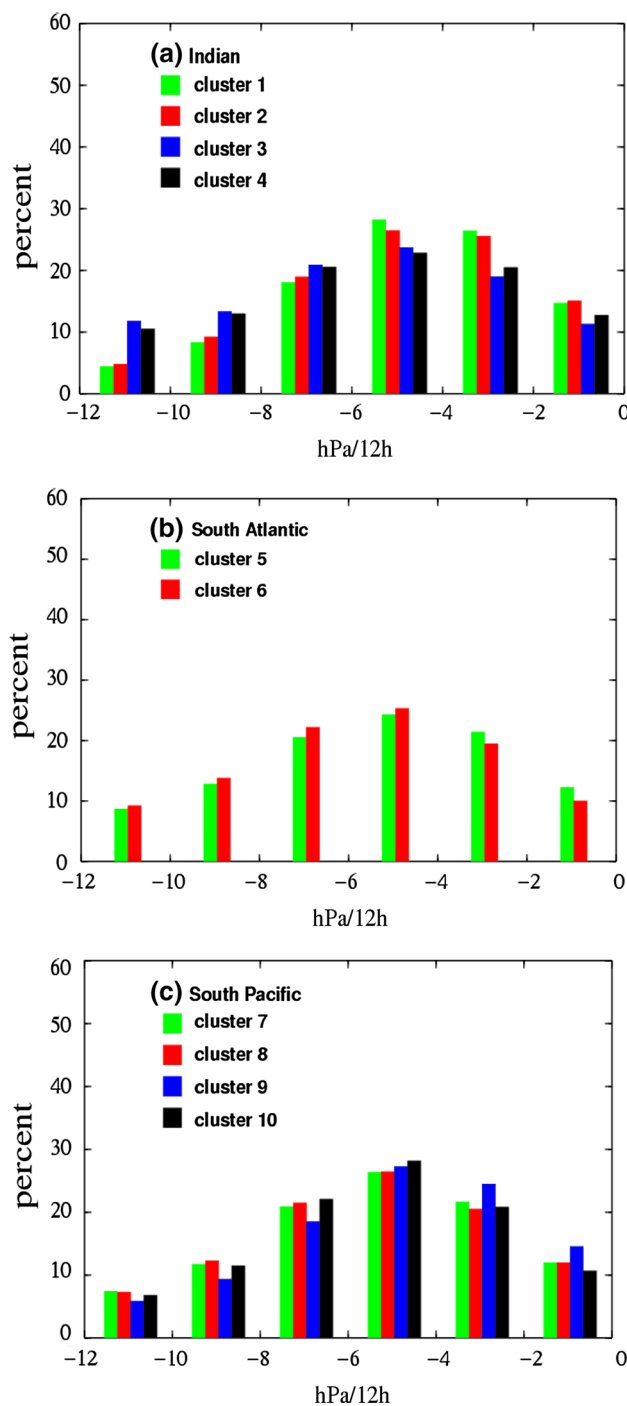 60
50
40
30
20
10
0
percent
(a) Indian
cluster 1
cluster 2
cluster 3
cluster 4
−12 −10 −8 −6 −4 −2 0
hPa/12h
60
50
40
30
20
10
0
percent
(b) South Atlantic
cluster 5
cluster 6
−12 −10 −8 −6 −4 −2 0
hPa/12h
60
50
40
30
20
10
0
percent
(c) South Pacific
cluster 7
cluster 8
cluster 9
cluster 10
−12 −10 −8 −6 −4 −2 0
hPa/12h